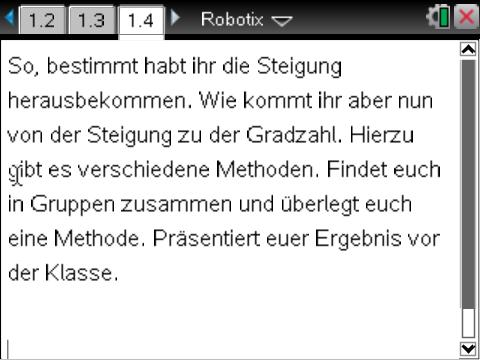 1.2 1.3 1.4 Robotix
So, bestimmt habt ihr die Steigung
herausbekommen. Wie kommt ihr aber nun
von der Steigung zu der Gradzahl. Hierzu
gibt es verschiedene Methoden. Findet euch
in Gruppen zusammen und überlegt euch
eine Methode. Präsentiert euer Ergebnis vor
der Klasse.